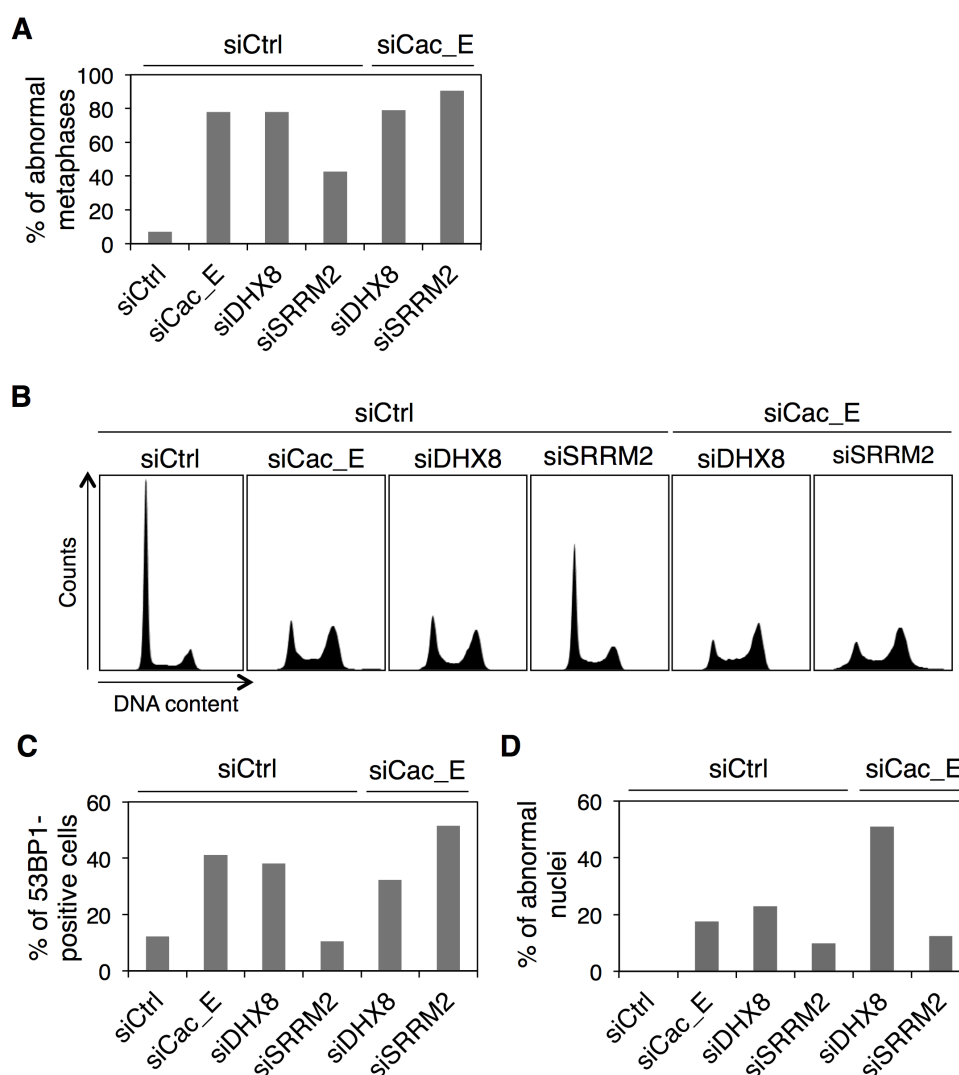 A
siCtrl siCac_E
% of abnormal
metaphases
100
80
60
40
20
0
siCtrl siCac_E siDHX8 siSRRM2 siDHX8 siSRRM2
B
siCtrl siCac_E
siCtrl siCac_E siDHX8 siSRRM2 siDHX8 siSRRM2
Counts
DNA content
C
siCtrl siCac_E
% of 53BP1-
positive cells
60
40
20
0
siCtrl siCac_E siDHX8 siSRRM2 siDHX8 siSRRM2
D
siCtrl siCac_E
% of abnormal
nuclei
60
40
20
0
siCtrl siCac_E siDHX8 siSRRM2 siDHX8 siSRRM2